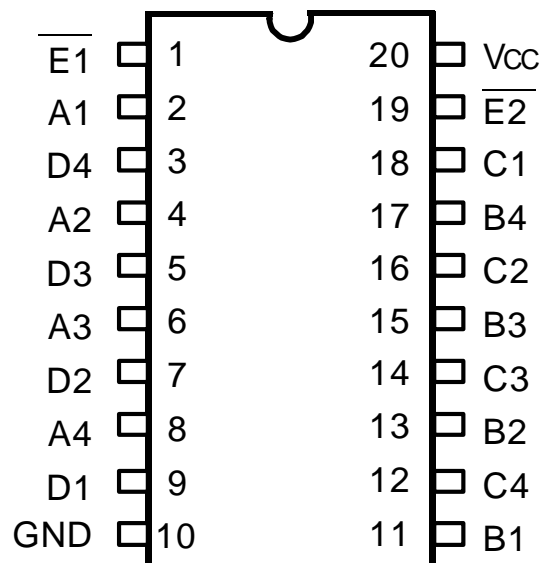 E1 1 20 VCC
A1 2 19 E2
D4 3 18 C1
A2 4 17 B4
D3 5 16 C2
A3 6 15 B3
D2 7 14 C3
A4 8 13 B2
D1 9 12 C4
GND 10 11 B1